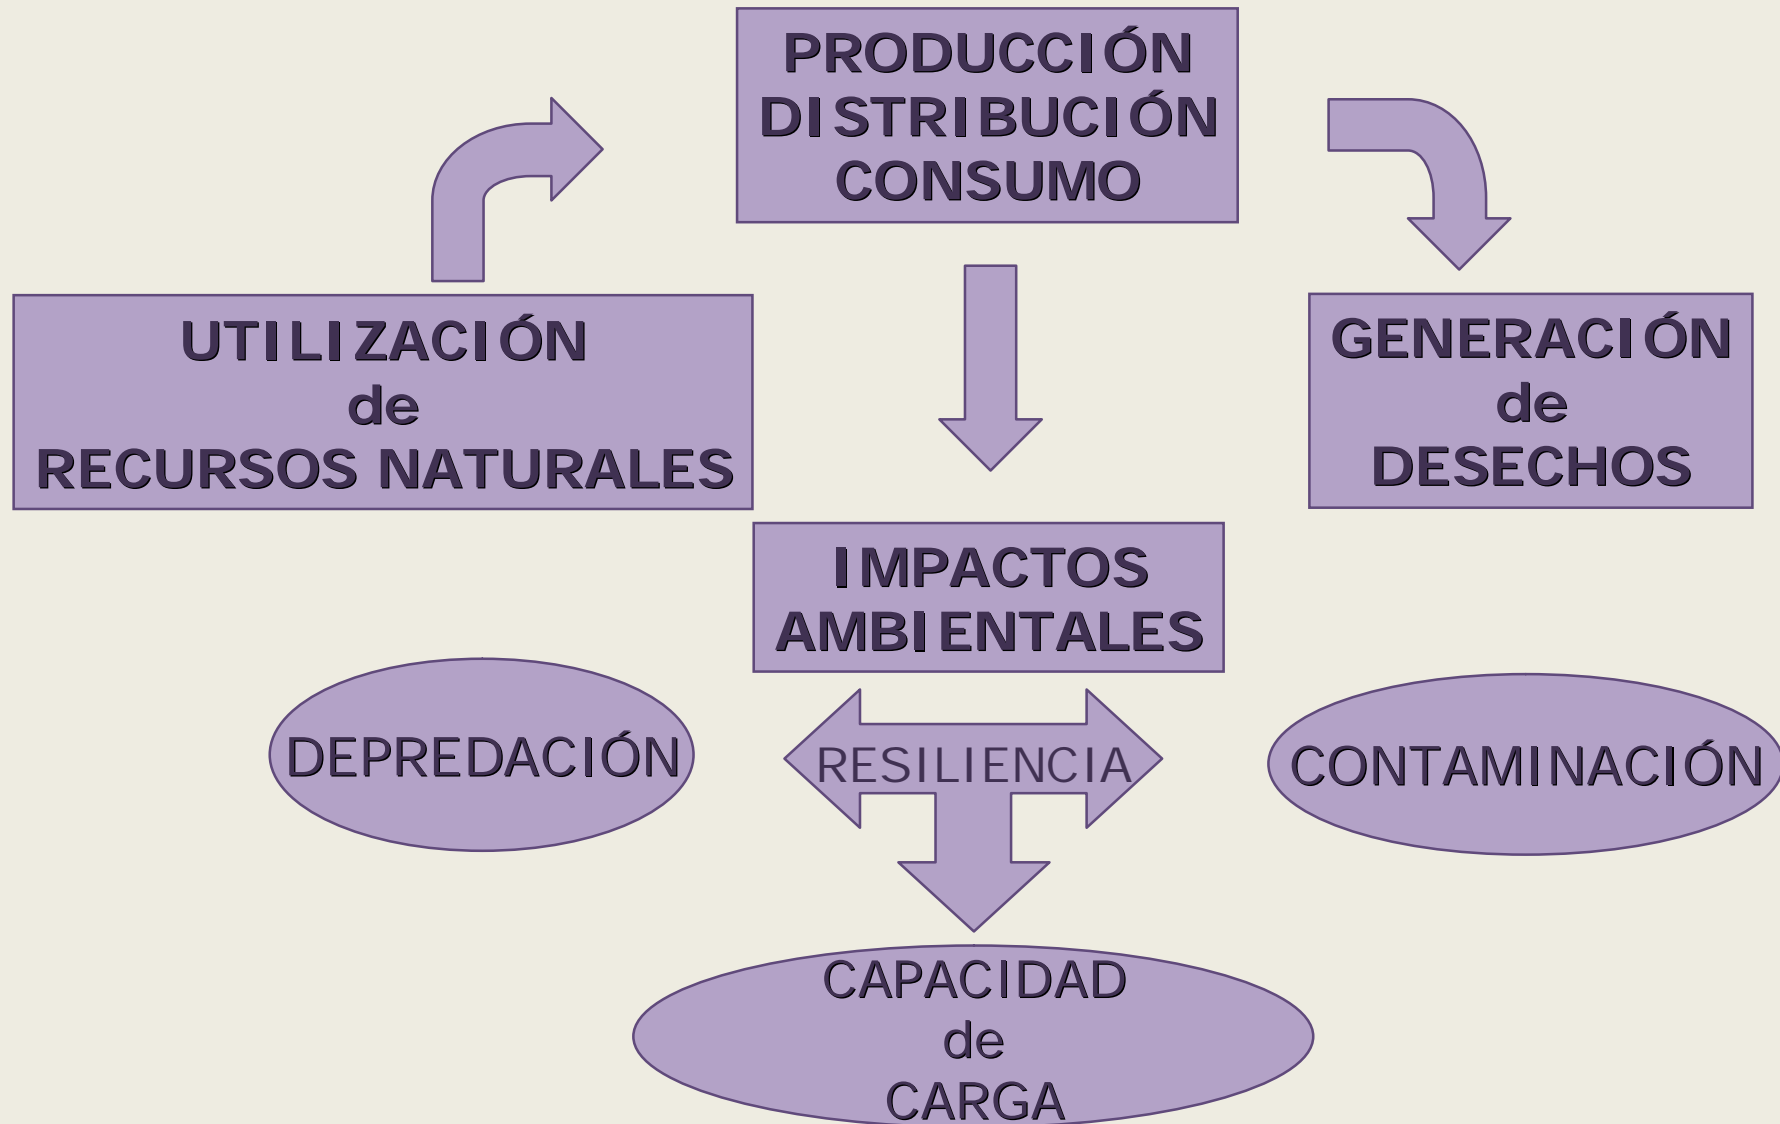 PRODUCCIÓN
DISTRIBUCIÓN
CONSUMO
UTILIZACIÓN
de
RECURSOS NATURALES
GENERACIÓN
de
DESECHOS
IMPACTOS
AMBIENTALES
DEPREDACIÓN
RESILIENCIA
CONTAMINACIÓN
CAPACIDAD
de
CARGA